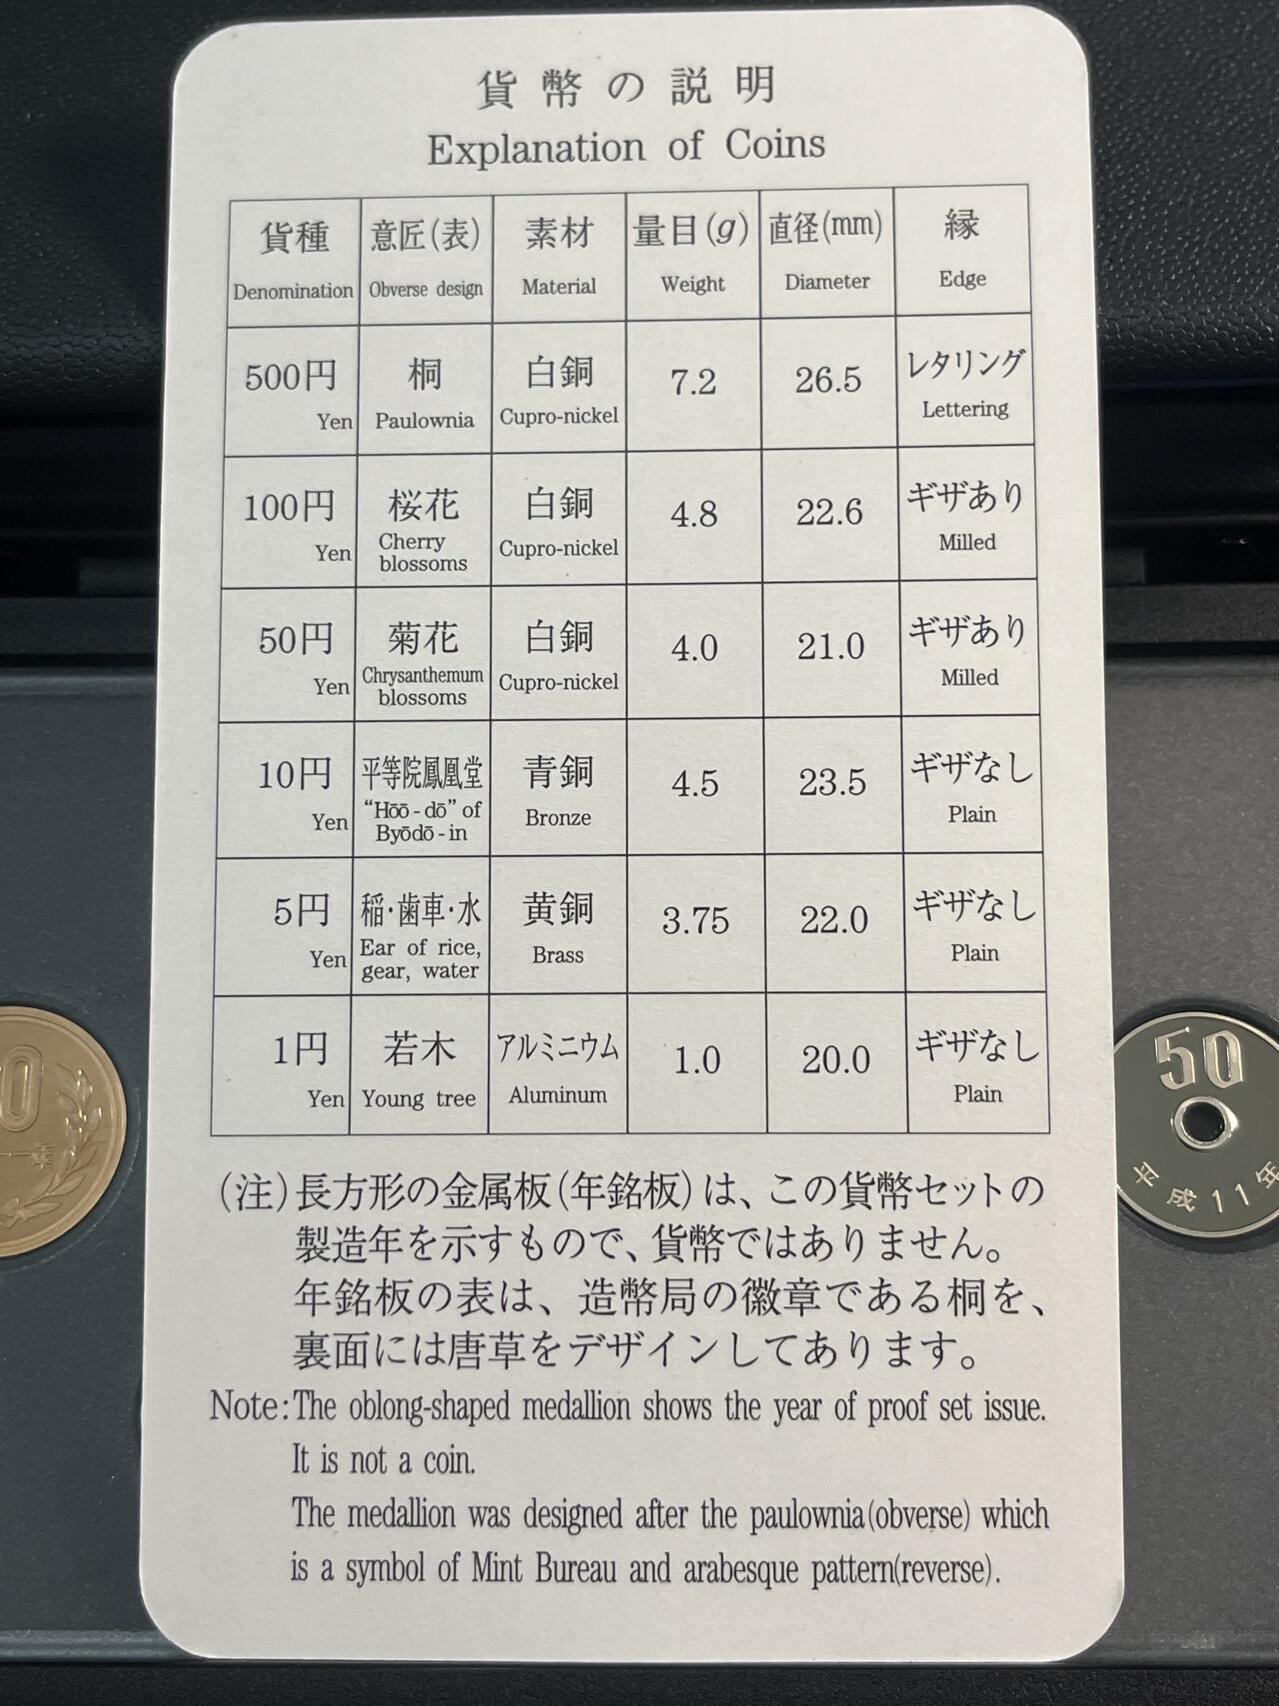 貨幣の説明
Explanation of Coins
貨種 意匠(表) 素材 量目(g) 直径(mm) 縁
Denomination Obverse design Material Weight Diameter Edge
500円 桐 白銅 7.2 26.5 レタリング
Yen Paulownia Cupro-nickel Lettering
100円 桜花 白銅 4.8 22.6 ギザあり
Yen Cherry blossoms Cupro-nickel Milled
50円 菊花 白銅 4.0 21.0 ギザあり
Yen Chrysanthemum blossoms Cupro-nickel Milled
10円 平等院鳳凰堂 青銅 4.5 23.5 ギザなし
Yen "Hōō-dō" of Byōdō-in Bronze Plain
5円 稲・歯車・水 黄銅 3.75 22.0 ギザなし
Yen Ear of rice, gear, water Brass Plain
1円 若木 アルミニウム 1.0 20.0 ギザなし
Yen Young tree Aluminum Plain
(注)長方形の金属板(年銘板)は、この貨幣セットの
製造年を示すもので、貨幣ではありません。
年銘板の表は、造幣局の徽章である桐を、
裏面には唐草をデザインしてあります。
Note:The oblong-shaped medallion shows the year of proof set issue.
It is not a coin.
The medallion was designed after the paulownia(obverse) which
is a symbol of Mint Bureau and arabesque pattern(reverse).
50
平成11年